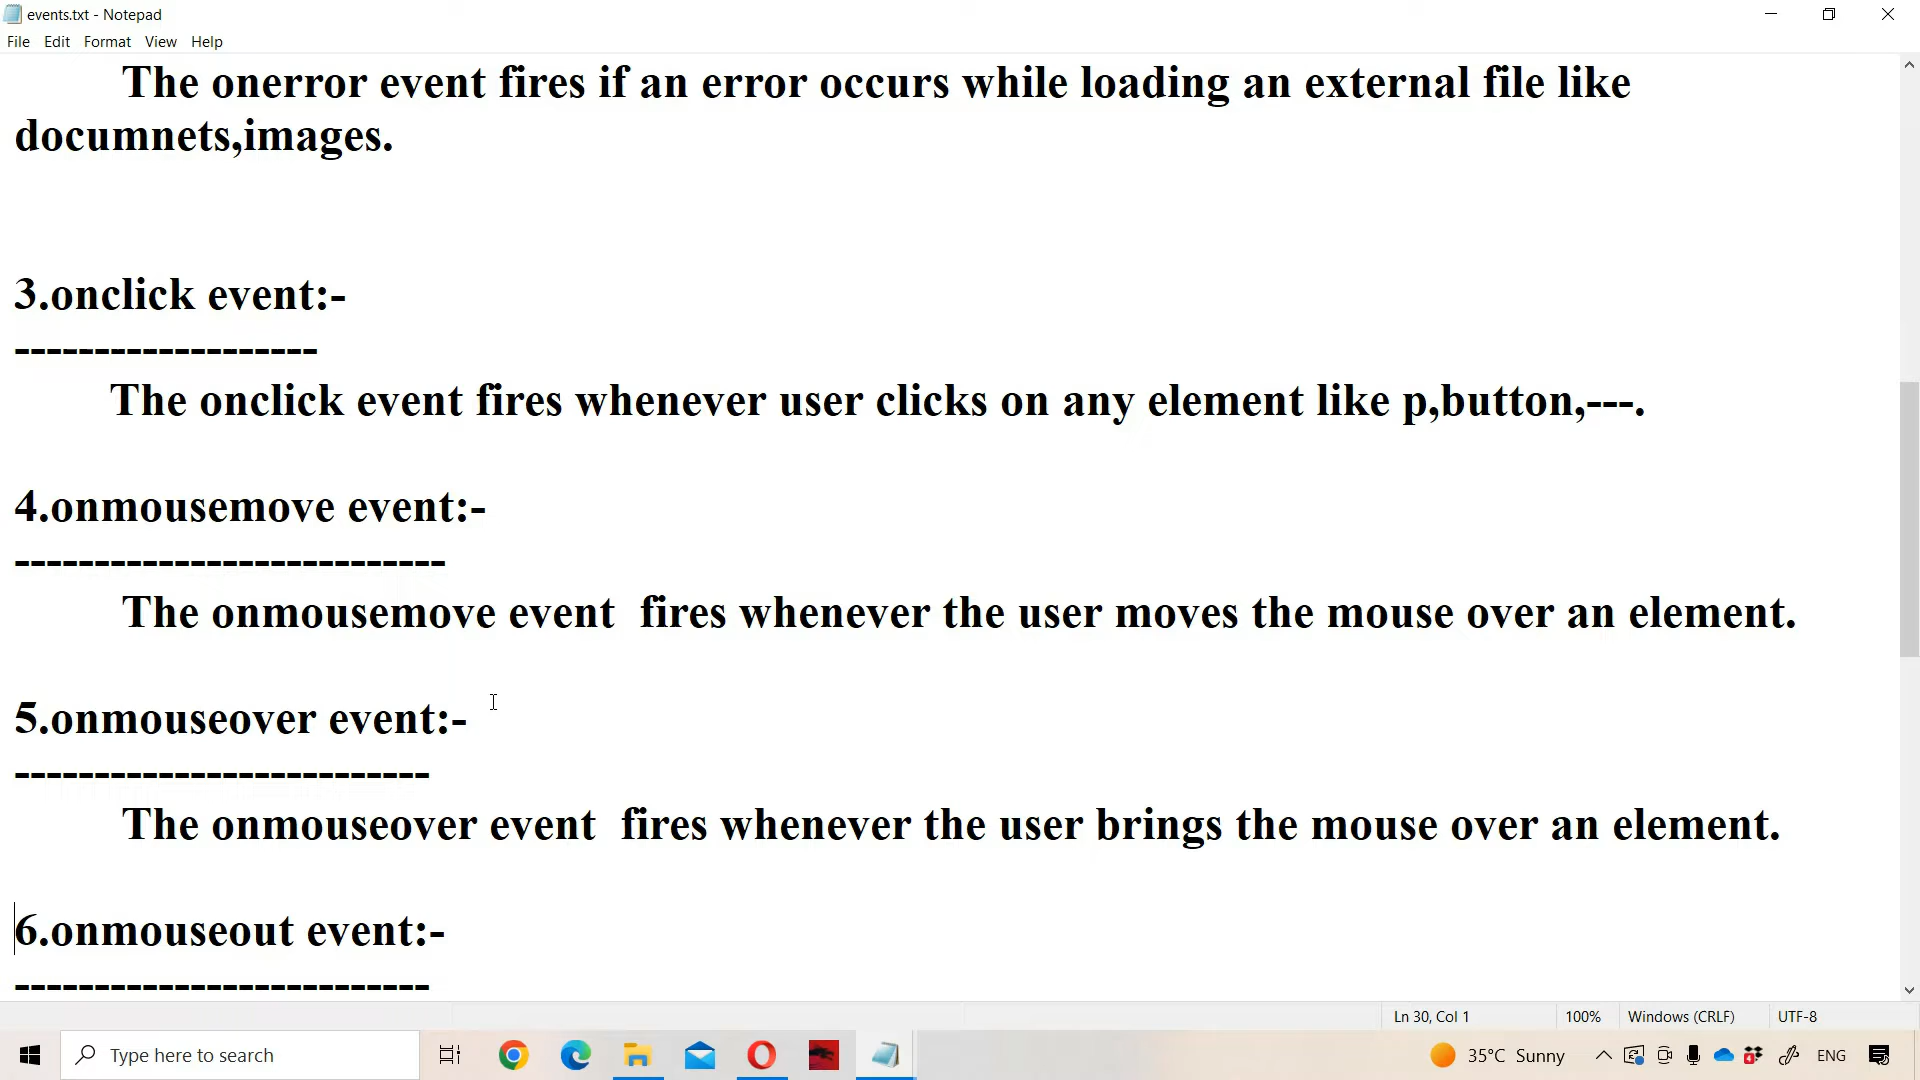 events.txt - Notepad
File Edit Format View Help
The onerror event fires if an error occurs while loading an external file like
documnets,images.
3.onclick event:-
-------------------
The onclick event fires whenever user clicks on any element like p,button,---.
4.onmousemove event:-
---------------------------
The onmousemove event  fires whenever the user moves the mouse over an element.
5.onmouseover event:-
--------------------------
The onmouseover event  fires whenever the user brings the mouse over an element.
6.onmouseout event:-
--------------------------
Ln 30, Col 1 100% Windows (CRLF) UTF-8
Type here to search 35°C Sunny ENG